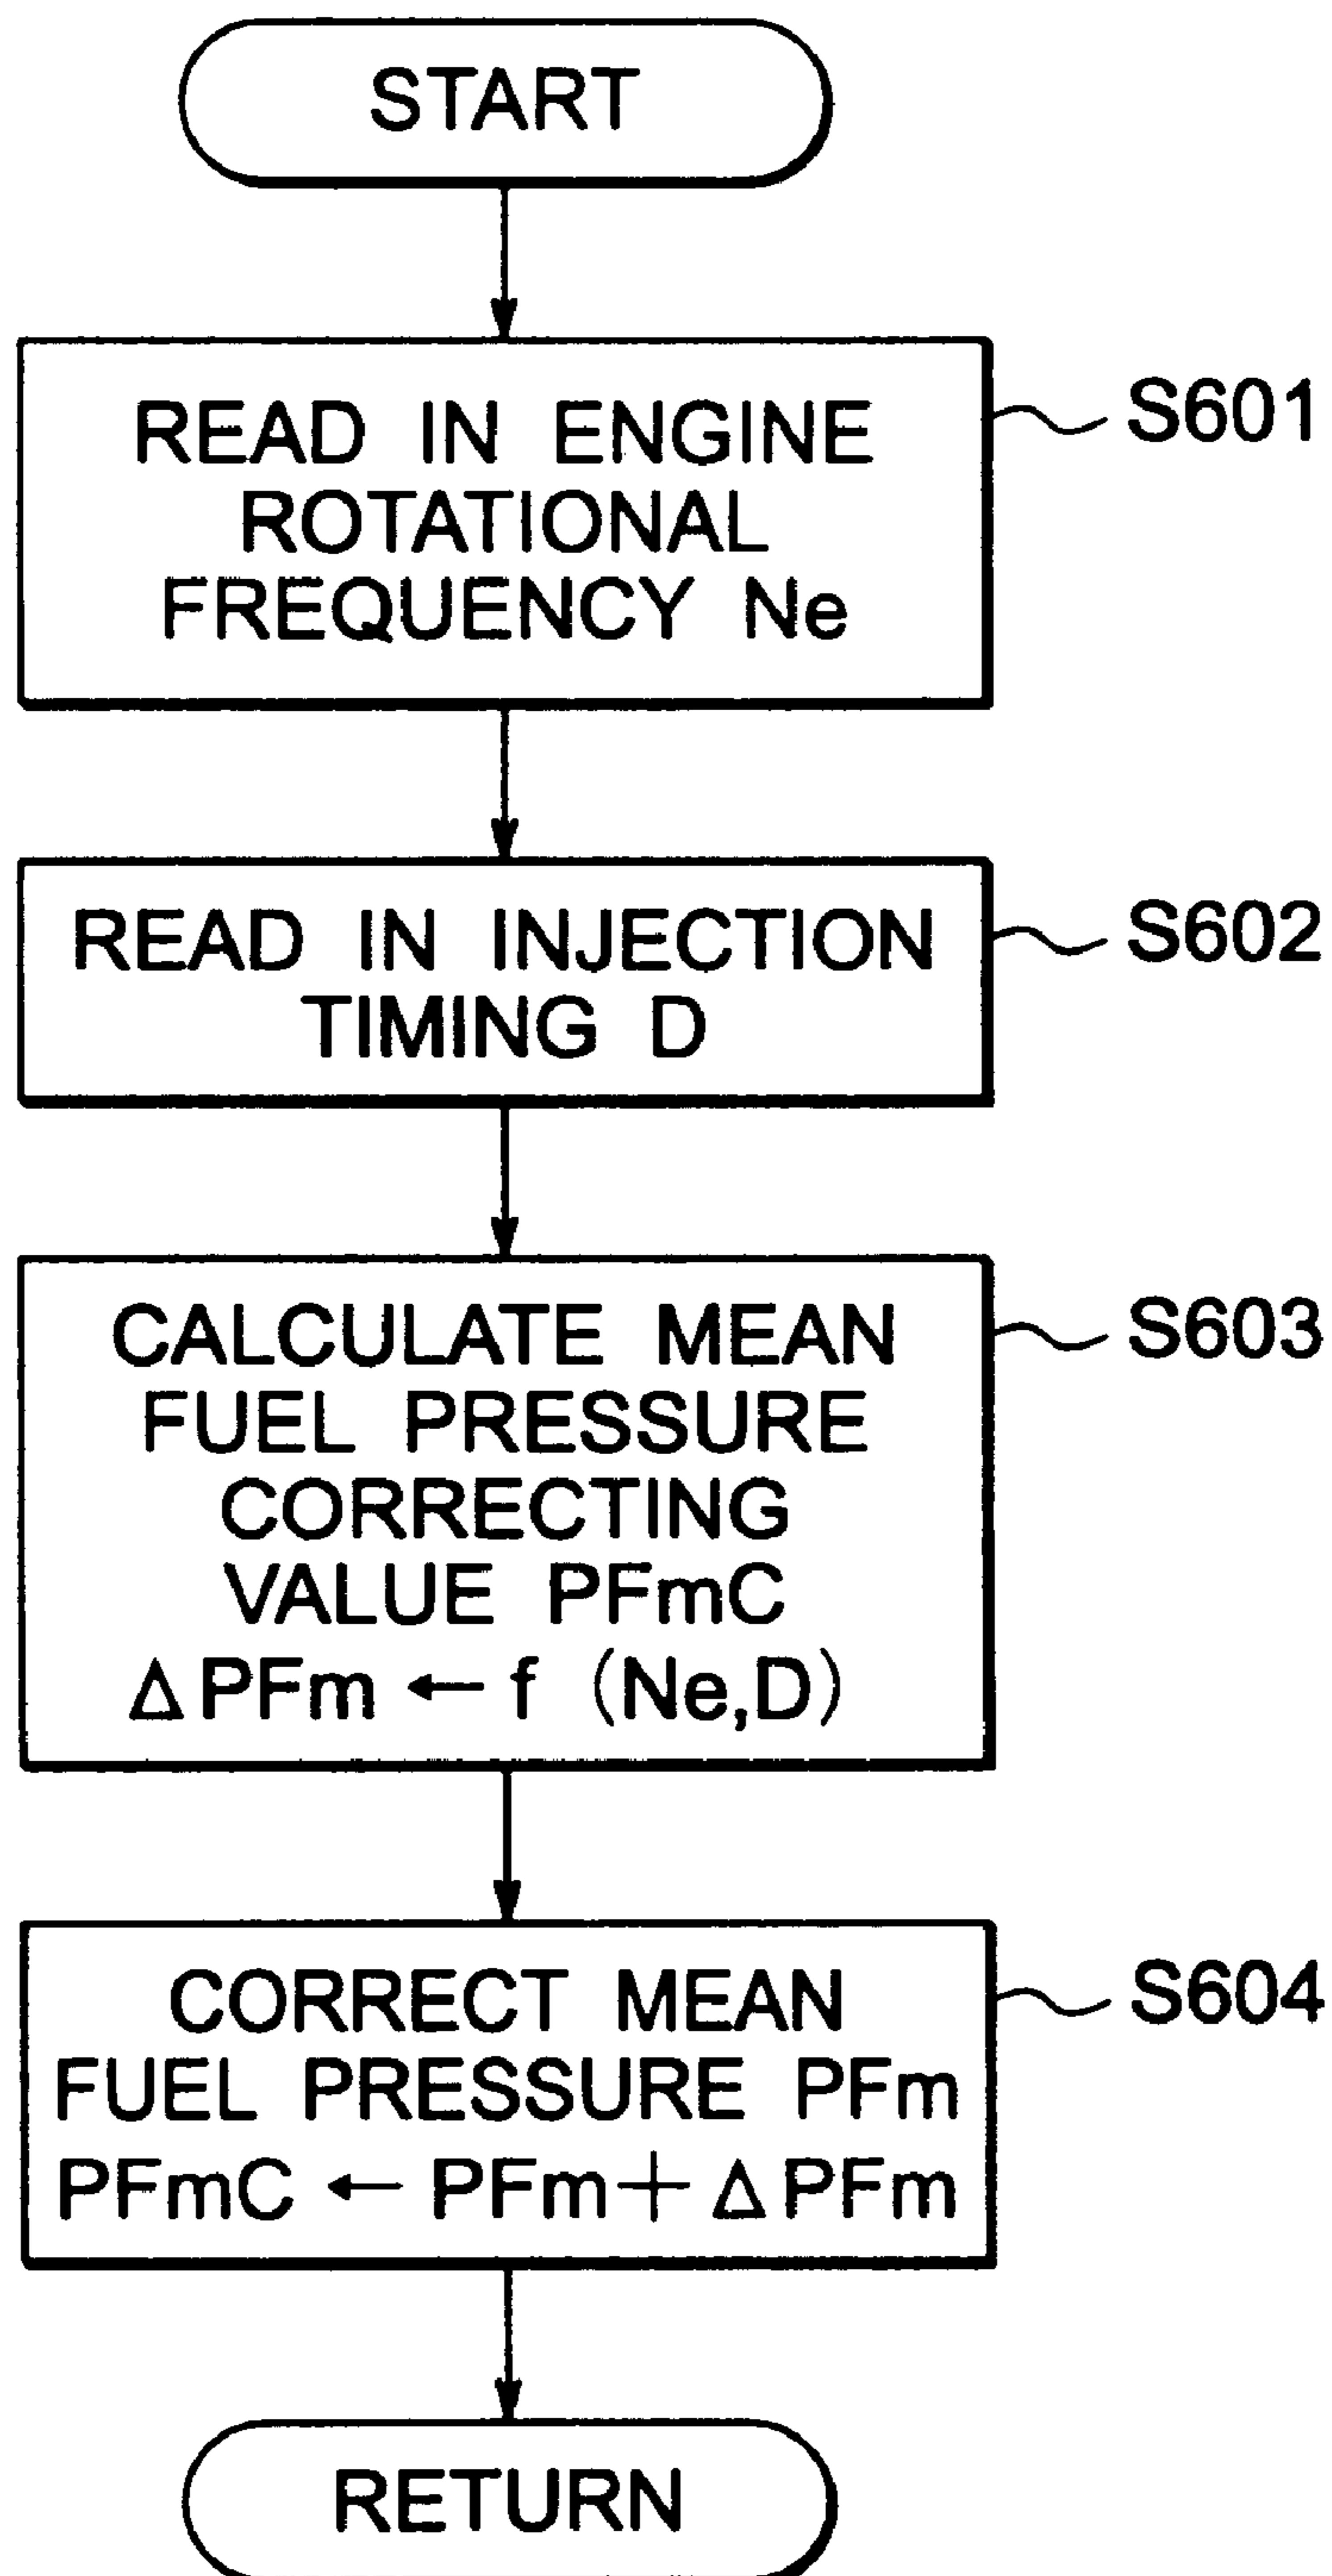 START
READ IN ENGINE
ROTATIONAL
FREQUENCY Ne
S601
READ IN INJECTION
TIMING D
S602
CALCULATE MEAN
FUEL PRESSURE
CORRECTING
VALUE PFmC
ΔPFm ← f (Ne,D)
S603
CORRECT MEAN
FUEL PRESSURE PFm
PFmC ← PFm+ΔPFm
S604
RETURN